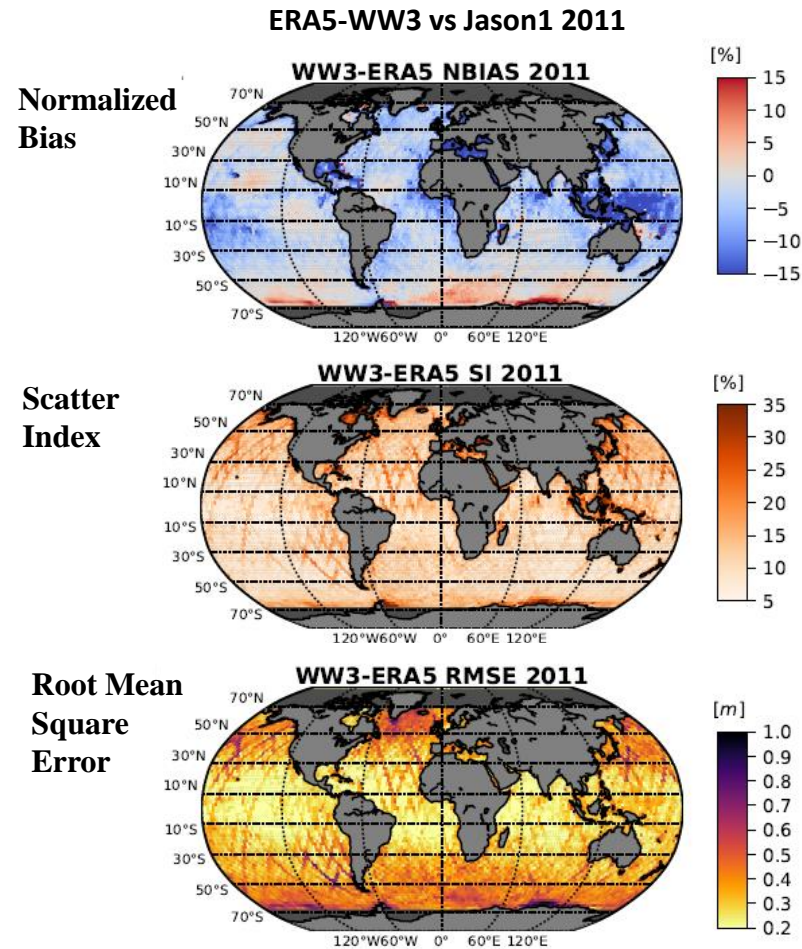 ERA5-WW3 vs Jason1 2011
Normalized
Bias
WW3-ERA5 NBIAS 2011
[%]
70°N
50°N
30°N
10°N
10°S
30°S
50°S
70°S
120°W60°W 0° 60°E 120°E
15
10
5
0
−5
−10
−15
Scatter
Index
WW3-ERA5 SI 2011
[%]
70°N
50°N
30°N
10°N
10°S
30°S
50°S
70°S
120°W60°W 0° 60°E 120°E
35
30
25
20
15
10
5
Root Mean
Square
Error
WW3-ERA5 RMSE 2011
[m]
70°N
50°N
30°N
10°N
10°S
30°S
50°S
70°S
120°W60°W 0° 60°E 120°E
1.0
0.9
0.8
0.7
0.6
0.5
0.4
0.3
0.2